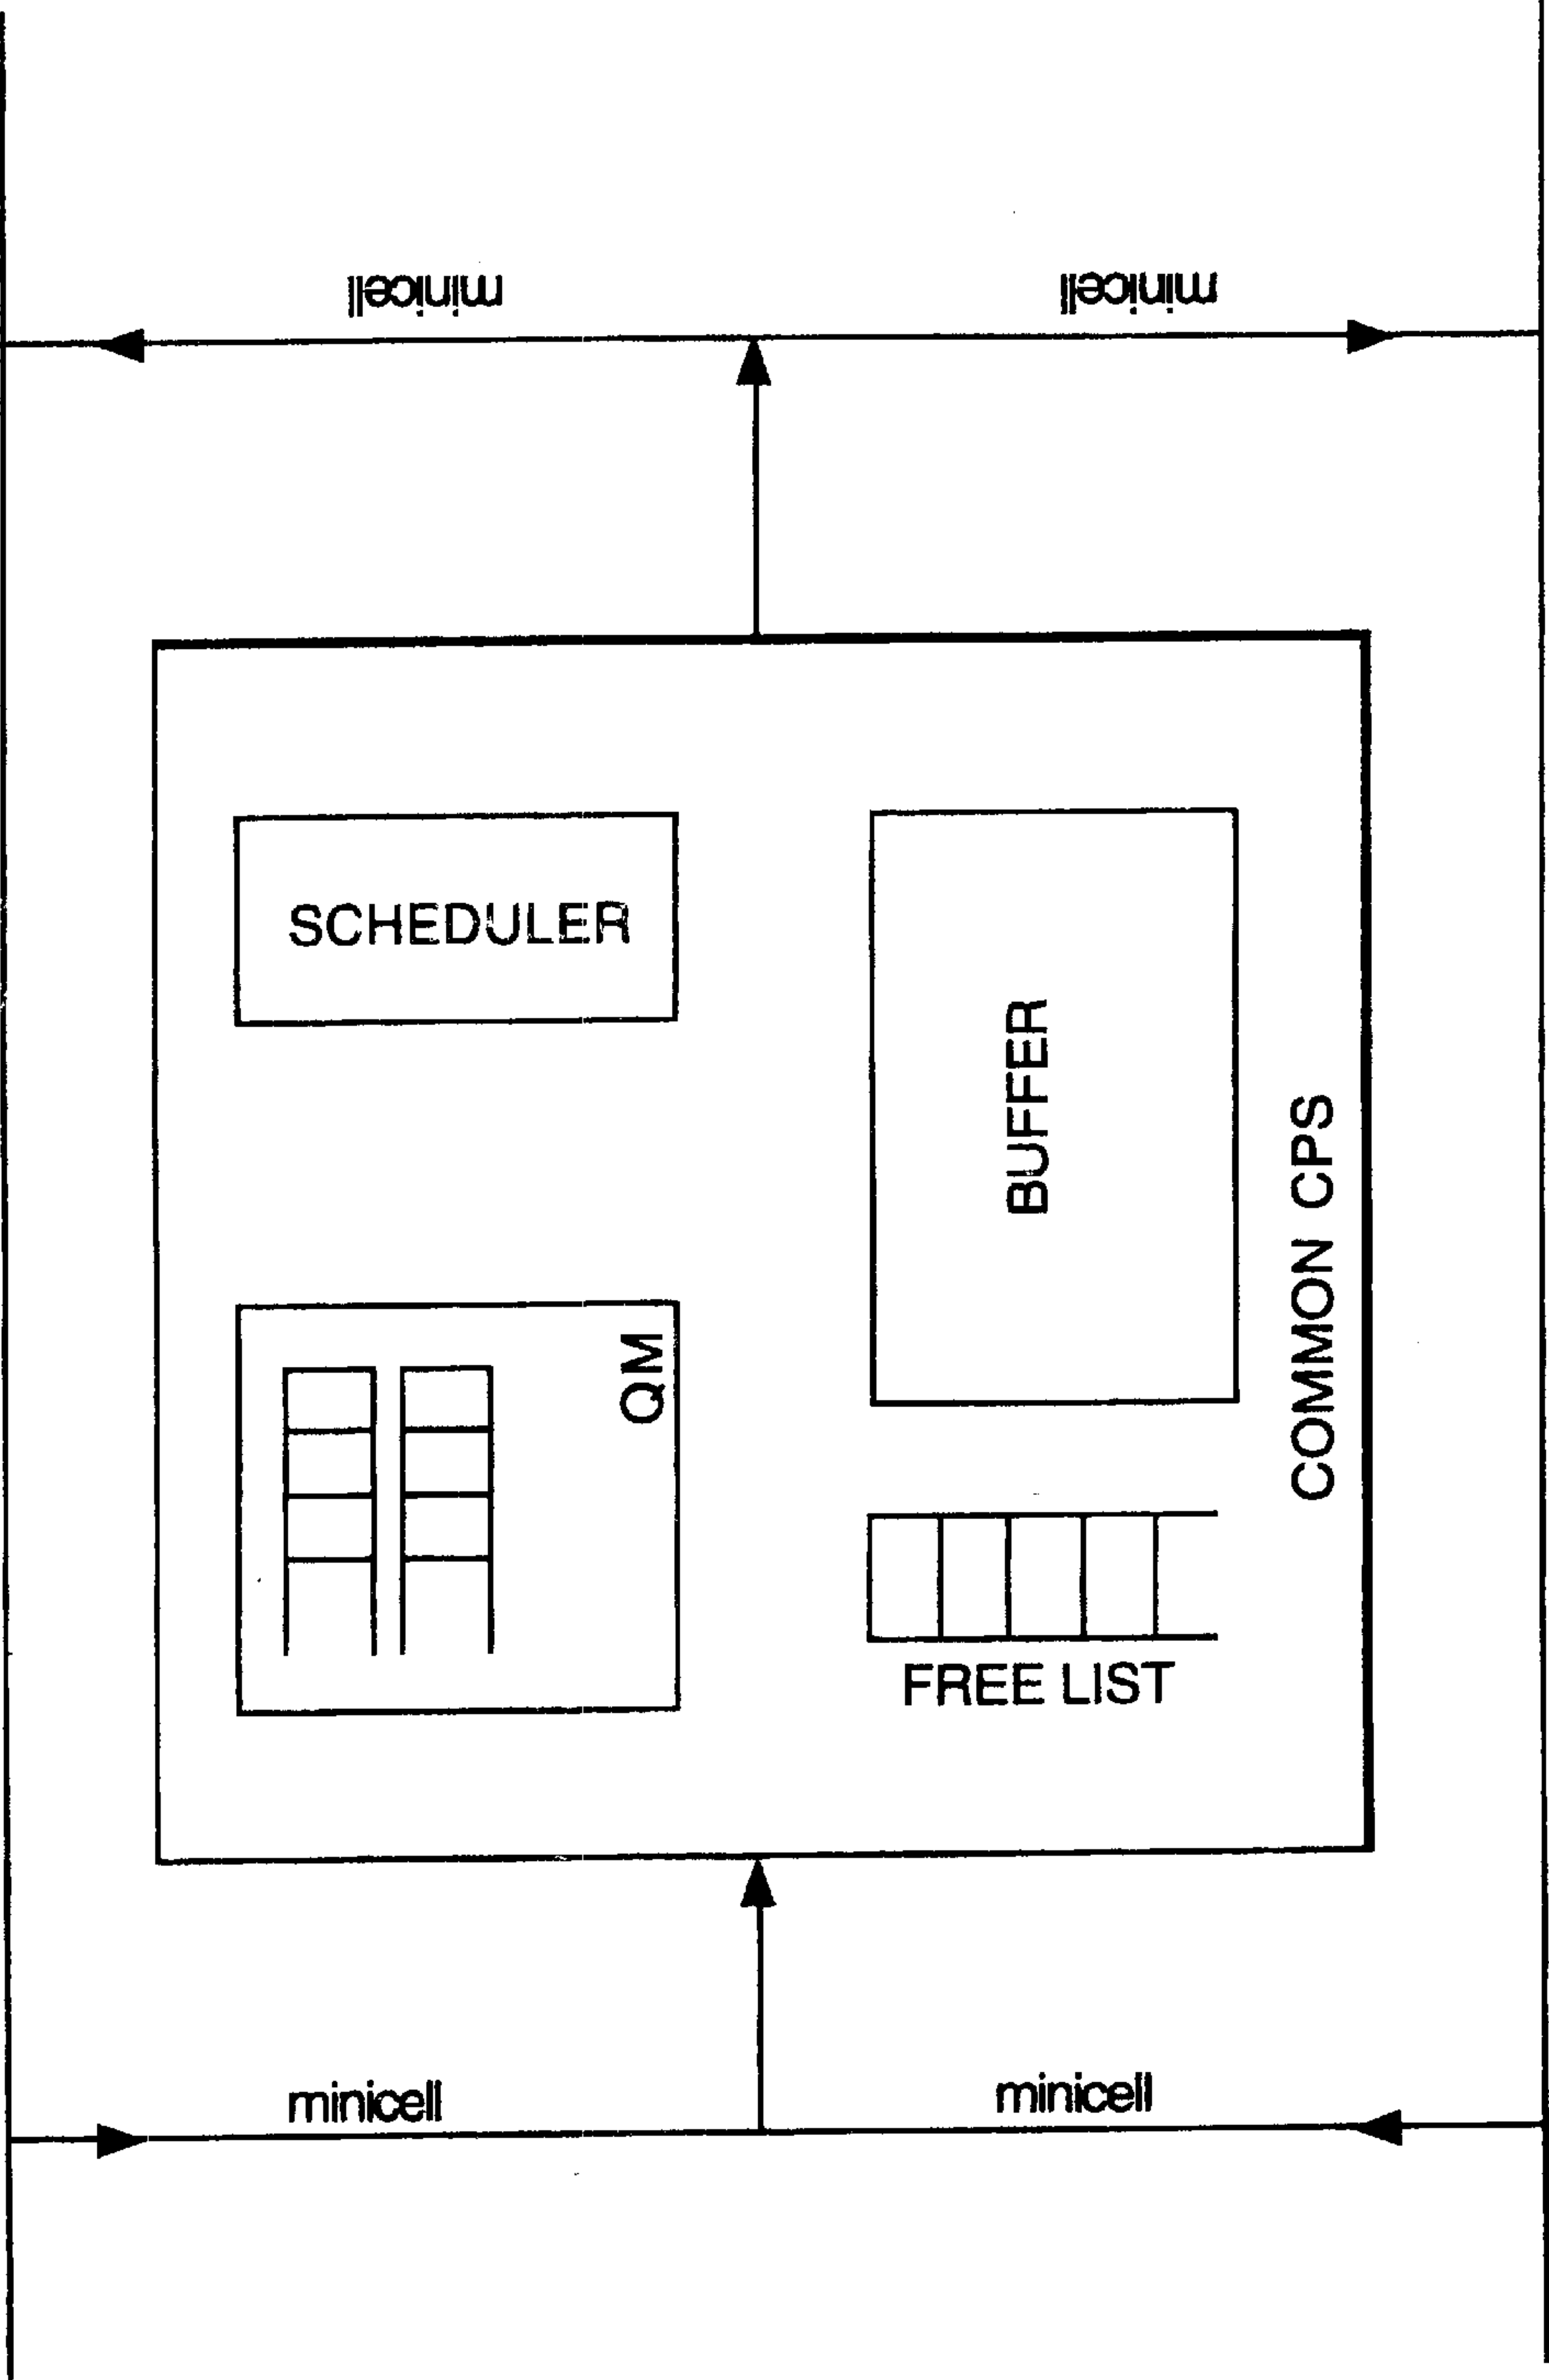 minicell
minicell
SCHEDULER
BUFFER
COMMON CPS
QM
FREE LIST
minicell
minicell